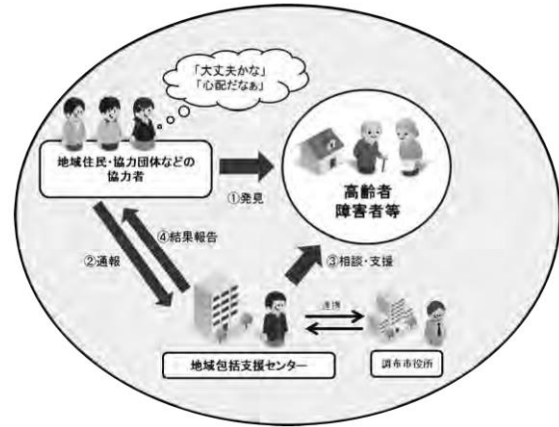 「大丈夫かな」
「心配だなぁ」
地域住民・協力団体などの
協力者
①発見
高齢者
障害者等
④結果報告
②通報
③相談・支援
連携
地域包括支援センター
調布市役所